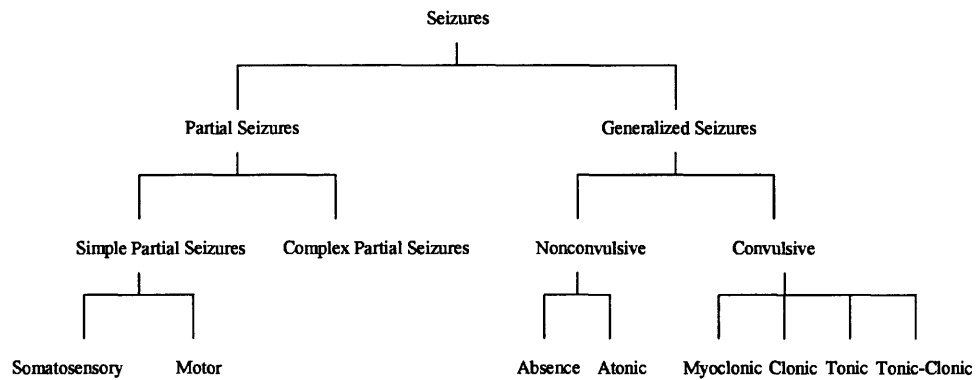 Seizures
Partial Seizures Generalized Seizures
Simple Partial Seizures Complex Partial Seizures Nonconvulsive Convulsive
Somatosensory Motor Absence Atonic Myoclonic Clonic Tonic Tonic-Clonic